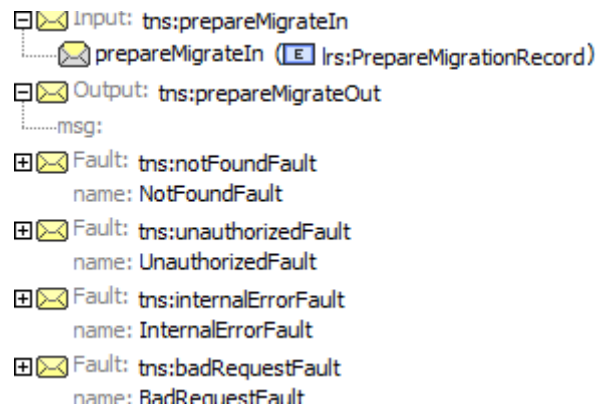 Input: tns:prepareMigrateIn
prepareMigrateIn (E lrs:PrepareMigrationRecord)
Output: tns:prepareMigrateOut
msg:
Fault: tns:notFoundFault
name: NotFoundFault
Fault: tns:unauthorizedFault
name: UnauthorizedFault
Fault: tns:internalErrorFault
name: InternalErrorFault
Fault: tns:badRequestFault
name: BadRequestFault